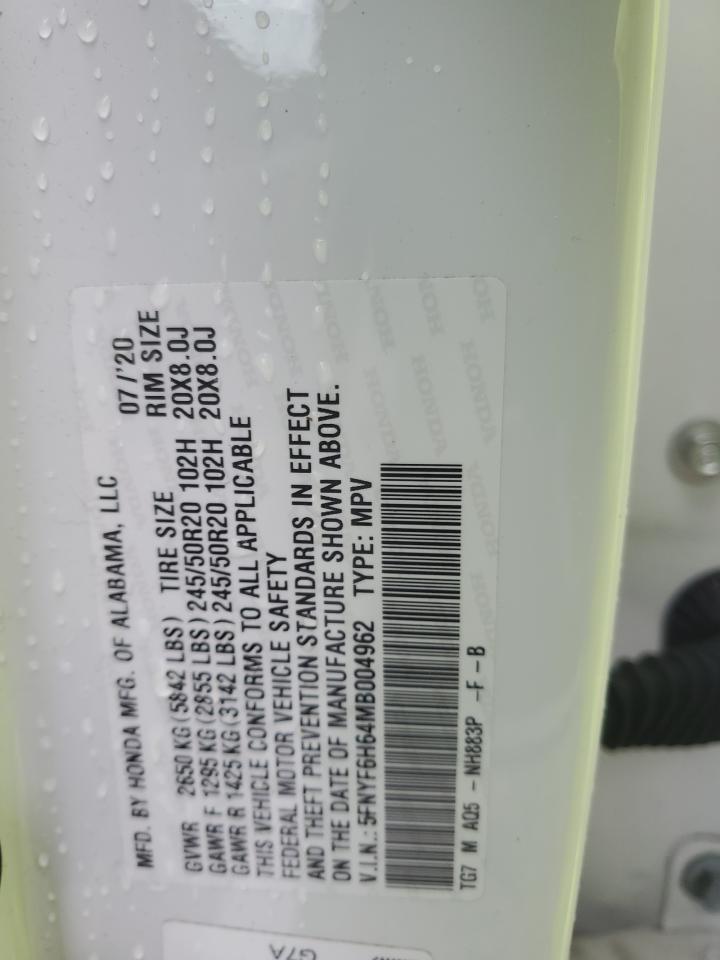 MFD. BY HONDA MFG. OF ALABAMA, LLC 07/'20
TIRE SIZE RIM SIZE
GVWR 2650 KG (5842 LBS)
GAWR F 1295 KG (2855 LBS) 245/50R20 102H 20X8.0J
GAWR R 1425 KG (3142 LBS) 245/50R20 102H 20X8.0J
THIS VEHICLE CONFORMS TO ALL APPLICABLE
FEDERAL MOTOR VEHICLE SAFETY
AND THEFT PREVENTION STANDARDS IN EFFECT
ON THE DATE OF MANUFACTURE SHOWN ABOVE.
V.I.N.: 5FNYF6H64MB004962 TYPE: MPV
TG7 M AQ5 - NH883P -F -B
G7A